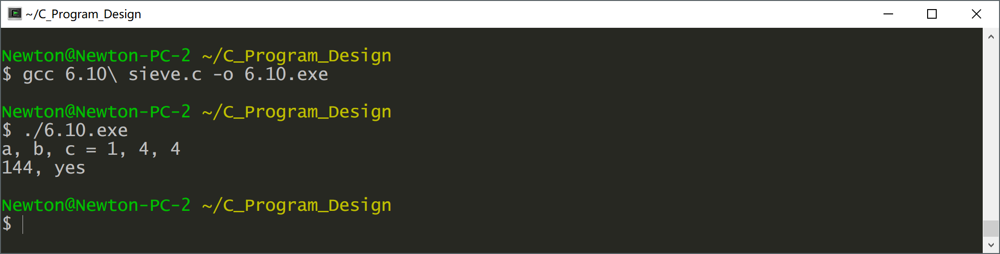 ~/C_Program_Design
Newton@Newton-PC-2 ~/C_Program_Design
$ gcc 6.10\ sieve.c -o 6.10.exe
Newton@Newton-PC-2 ~/C_Program_Design
$ ./6.10.exe
a, b, c = 1, 4, 4
144, yes
Newton@Newton-PC-2 ~/C_Program_Design
$